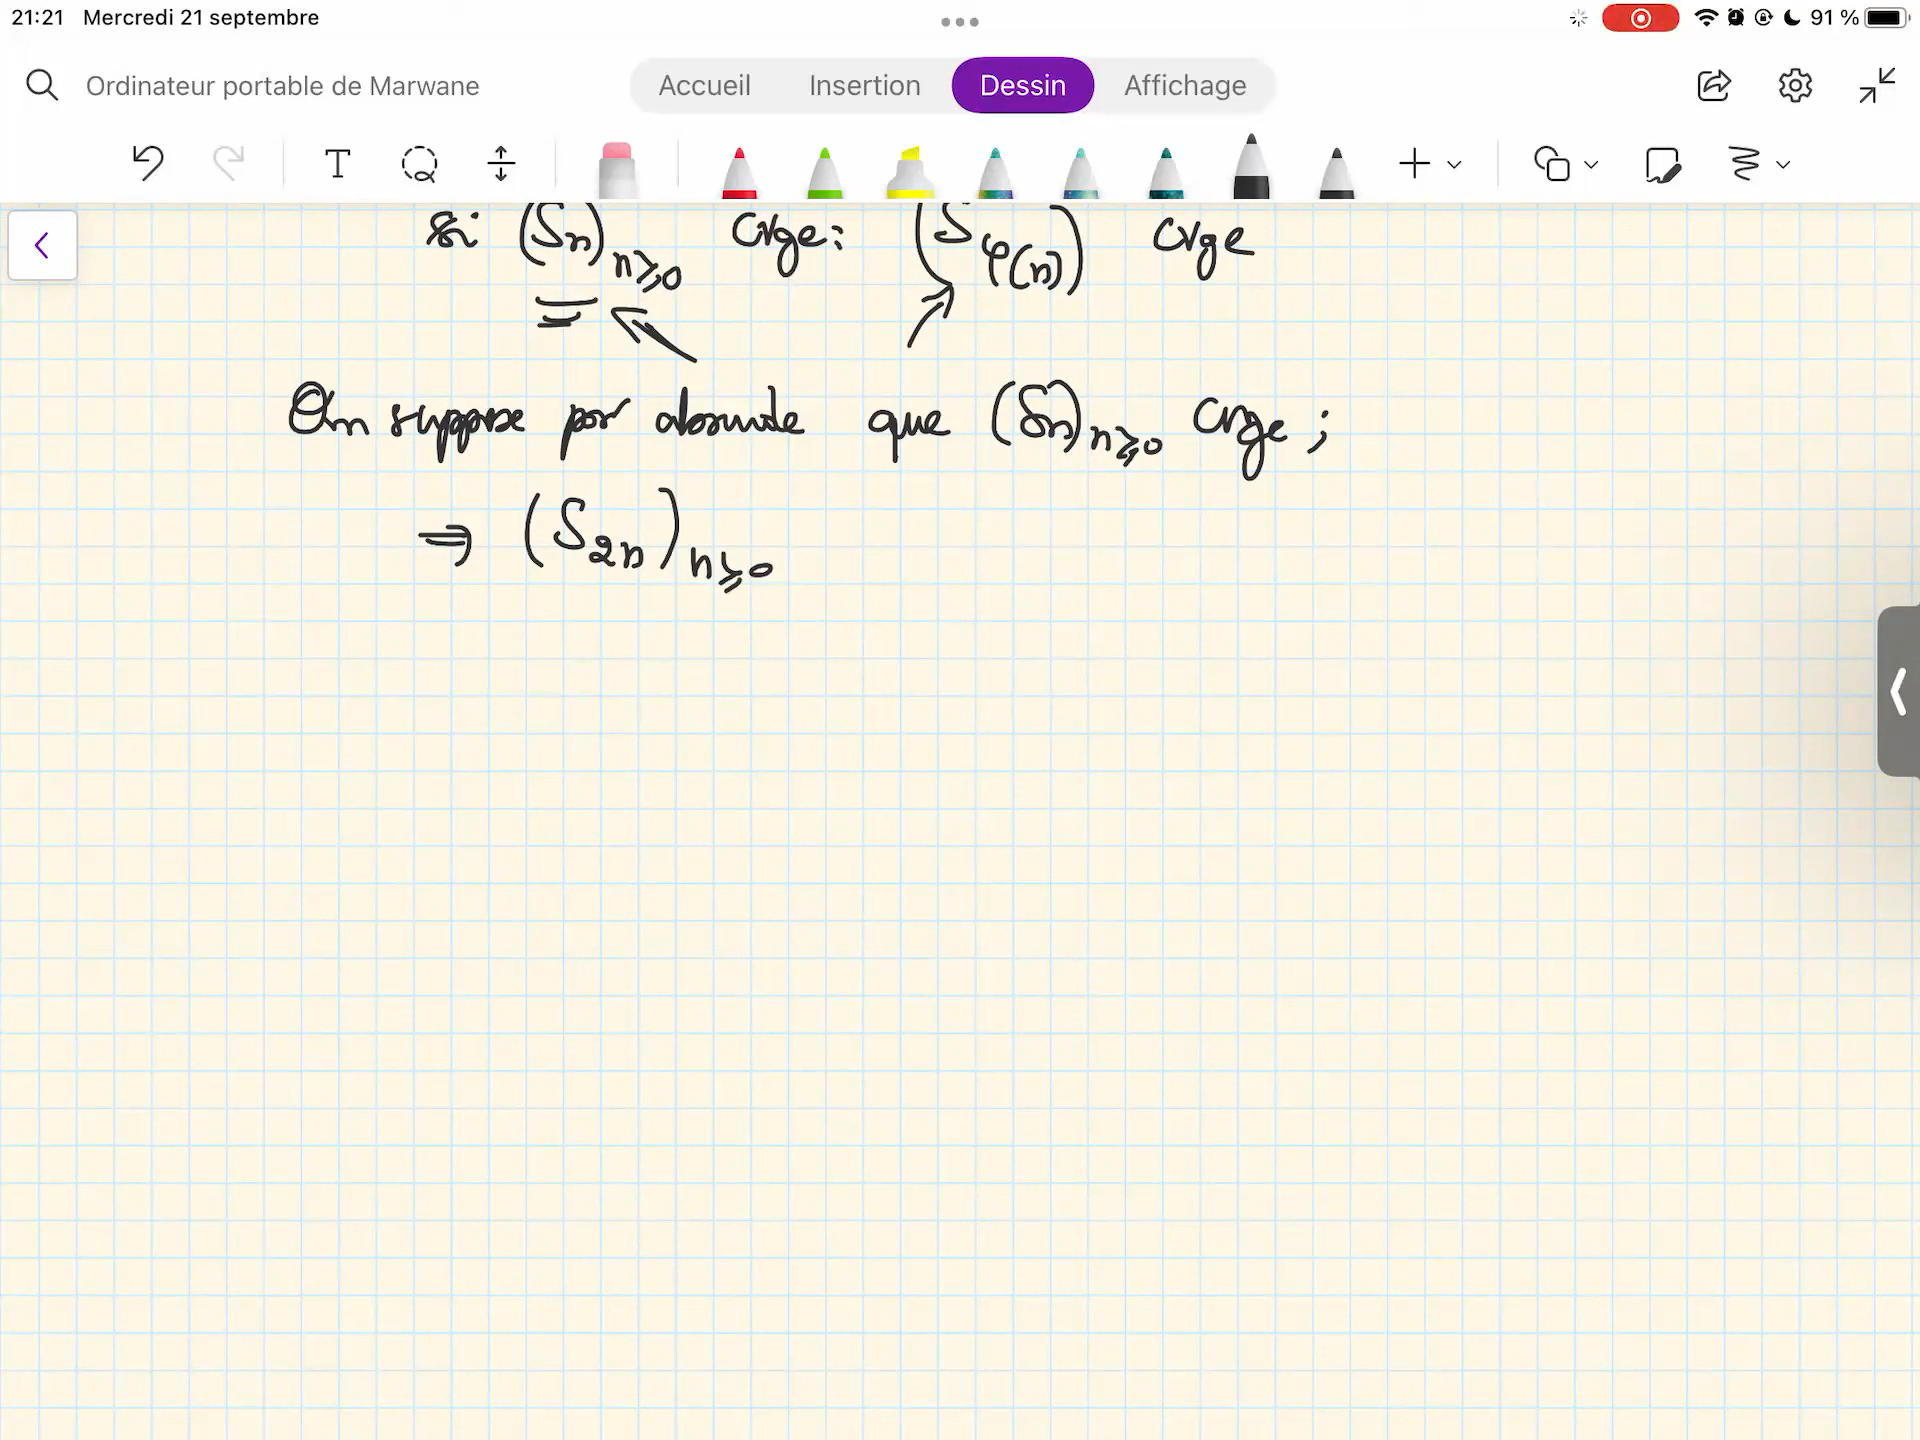 21:21 Mercredi 21 septembre 91 %
Ordinateur portable de Marwane Accueil Insertion Dessin Affichage
T
si (Sn)n≥0 cvge: (Sφ(n)) cvge
On suppose par absurde que (Sn)n≥0 cvge ;
⇒ (S2n)n≥0